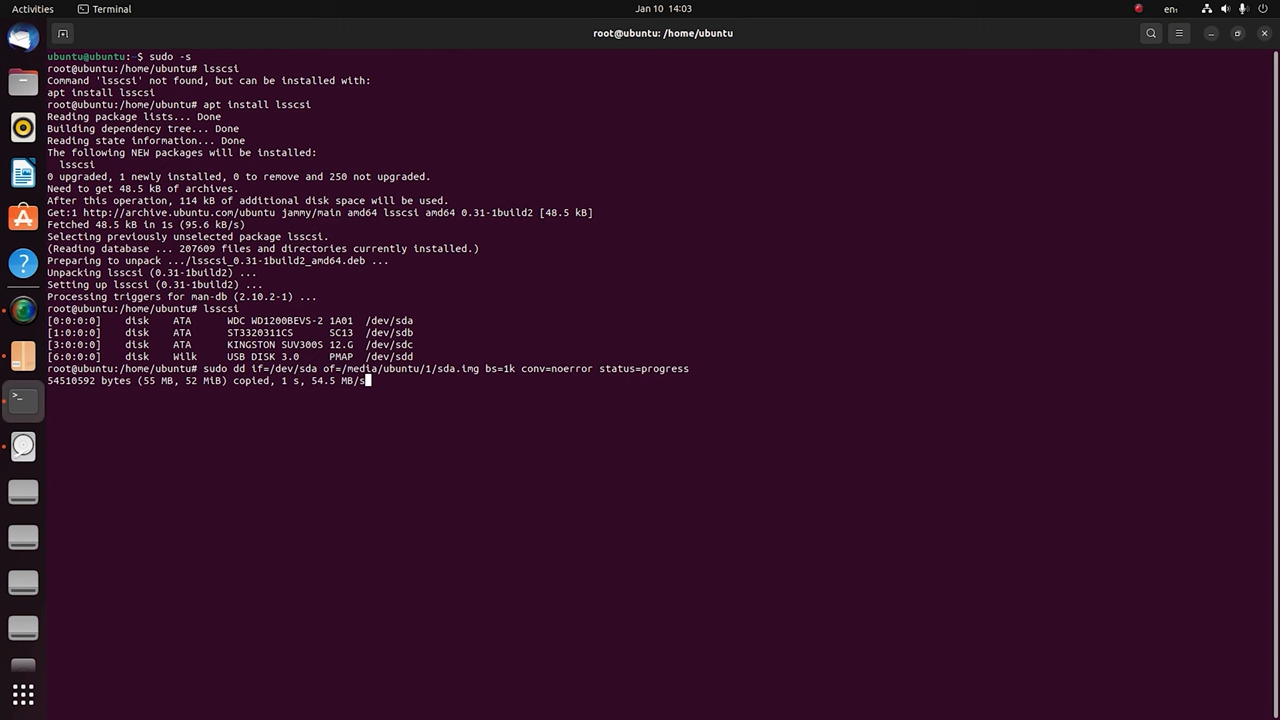 Activities
Terminal
Jan 10 14:03
en₁
root@ubuntu: /home/ubuntu
ubuntu@ubuntu:~$ sudo -s
root@ubuntu:/home/ubuntu# lsscsi
Command 'lsscsi' not found, but can be installed with:
apt install lsscsi
root@ubuntu:/home/ubuntu# apt install lsscsi
Reading package lists... Done
Building dependency tree... Done
Reading state information... Done
The following NEW packages will be installed:
  lsscsi
0 upgraded, 1 newly installed, 0 to remove and 250 not upgraded.
Need to get 48.5 kB of archives.
After this operation, 114 kB of additional disk space will be used.
Get:1 http://archive.ubuntu.com/ubuntu jammy/main amd64 lsscsi amd64 0.31-1build2 [48.5 kB]
Fetched 48.5 kB in 1s (95.6 kB/s)
Selecting previously unselected package lsscsi.
(Reading database ... 207609 files and directories currently installed.)
Preparing to unpack .../lsscsi_0.31-1build2_amd64.deb ...
Unpacking lsscsi (0.31-1build2) ...
Setting up lsscsi (0.31-1build2) ...
Processing triggers for man-db (2.10.2-1) ...
root@ubuntu:/home/ubuntu# lsscsi
[0:0:0:0]    disk    ATA      WDC WD1200BEVS-2 1A01  /dev/sda
[1:0:0:0]    disk    ATA      ST3320311CS      SC13  /dev/sdb
[3:0:0:0]    disk    ATA      KINGSTON SUV300S 12.G  /dev/sdc
[6:0:0:0]    disk    Wilk     USB DISK 3.0     PMAP  /dev/sdd
root@ubuntu:/home/ubuntu# sudo dd if=/dev/sda of=/media/ubuntu/1/sda.img bs=1k conv=noerror status=progress
54510592 bytes (55 MB, 52 MiB) copied, 1 s, 54.5 MB/s